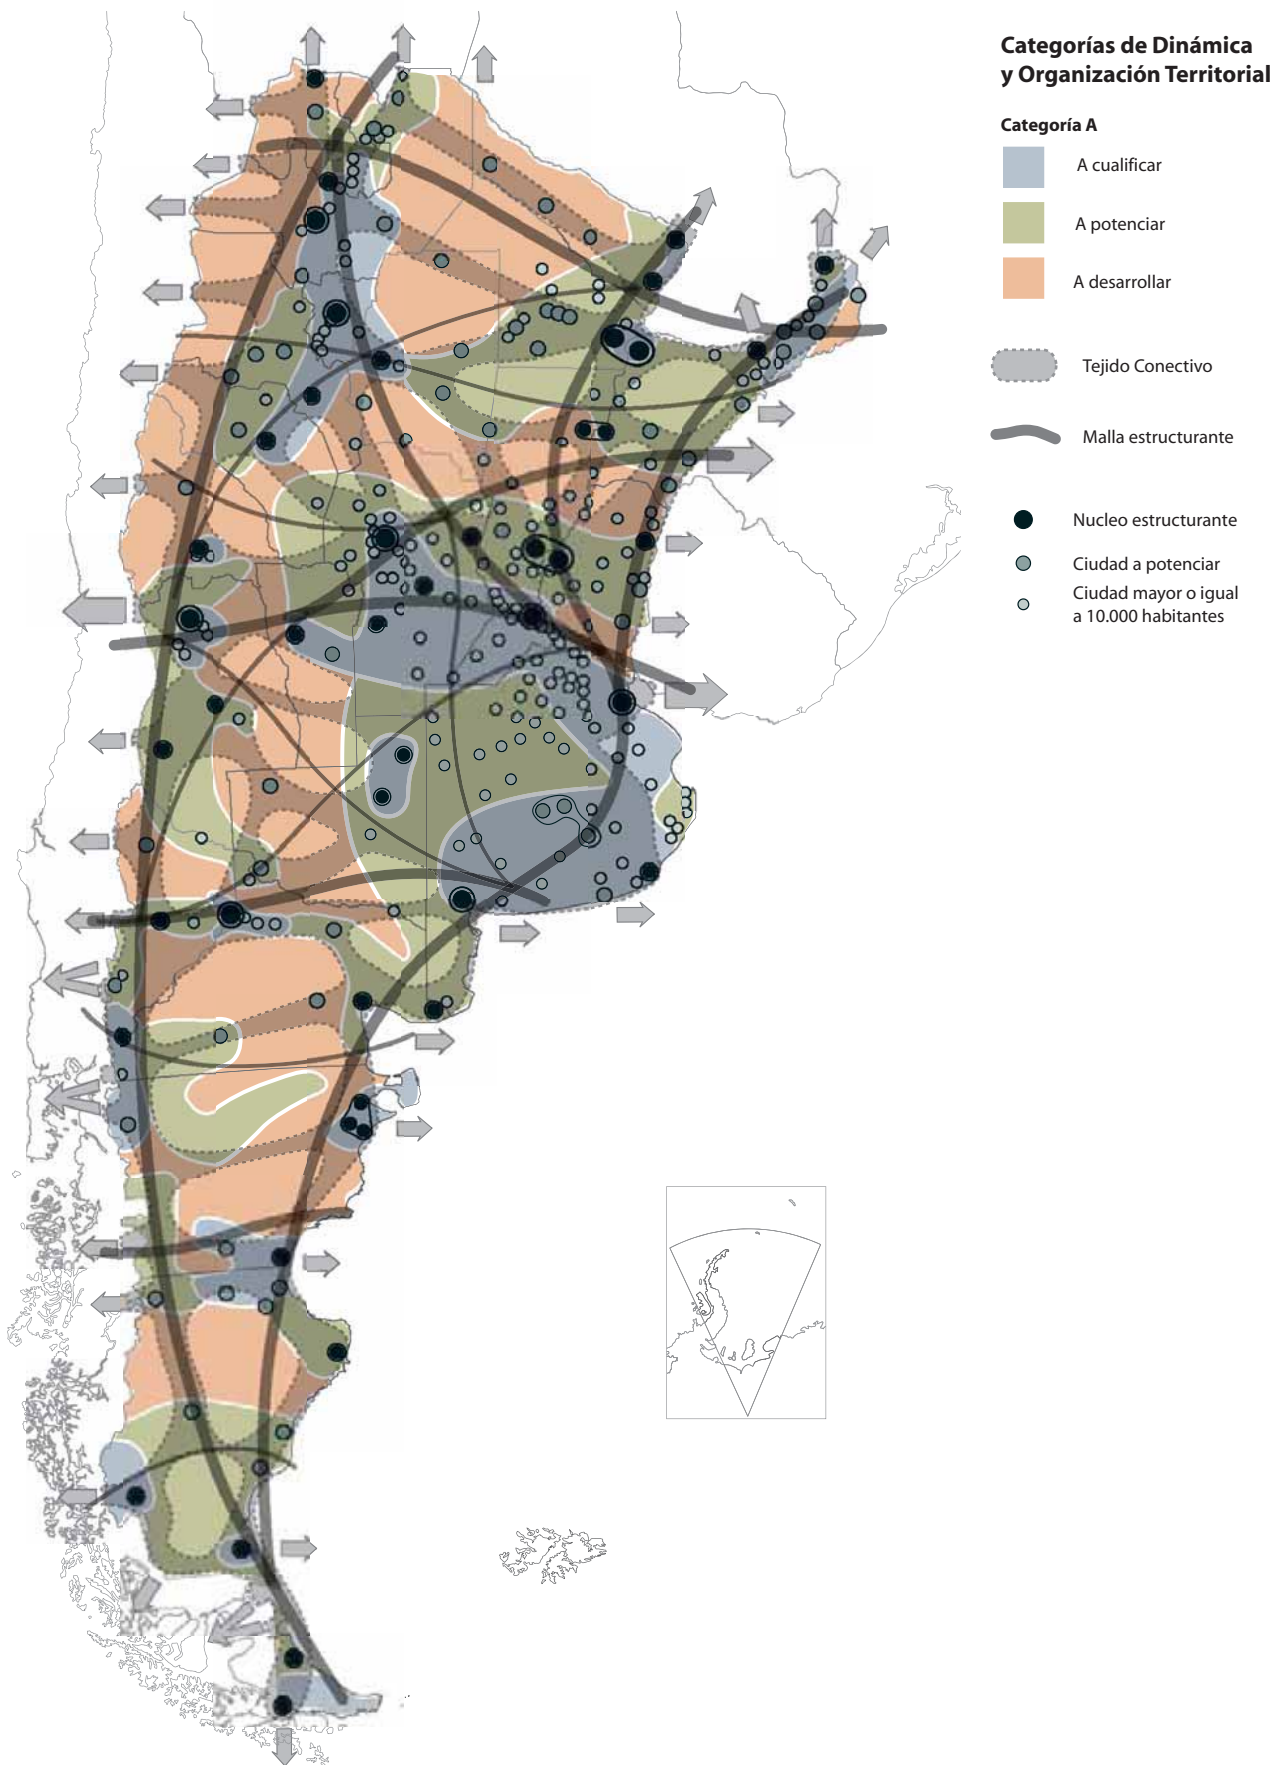 Categorías de Dinámica
y Organización Territorial
Categoría A
A cualificar
A potenciar
A desarrollar
Tejido Conectivo
Malla estructurante
Nucleo estructurante
Ciudad a potenciar
Ciudad mayor o igual
a 10.000 habitantes